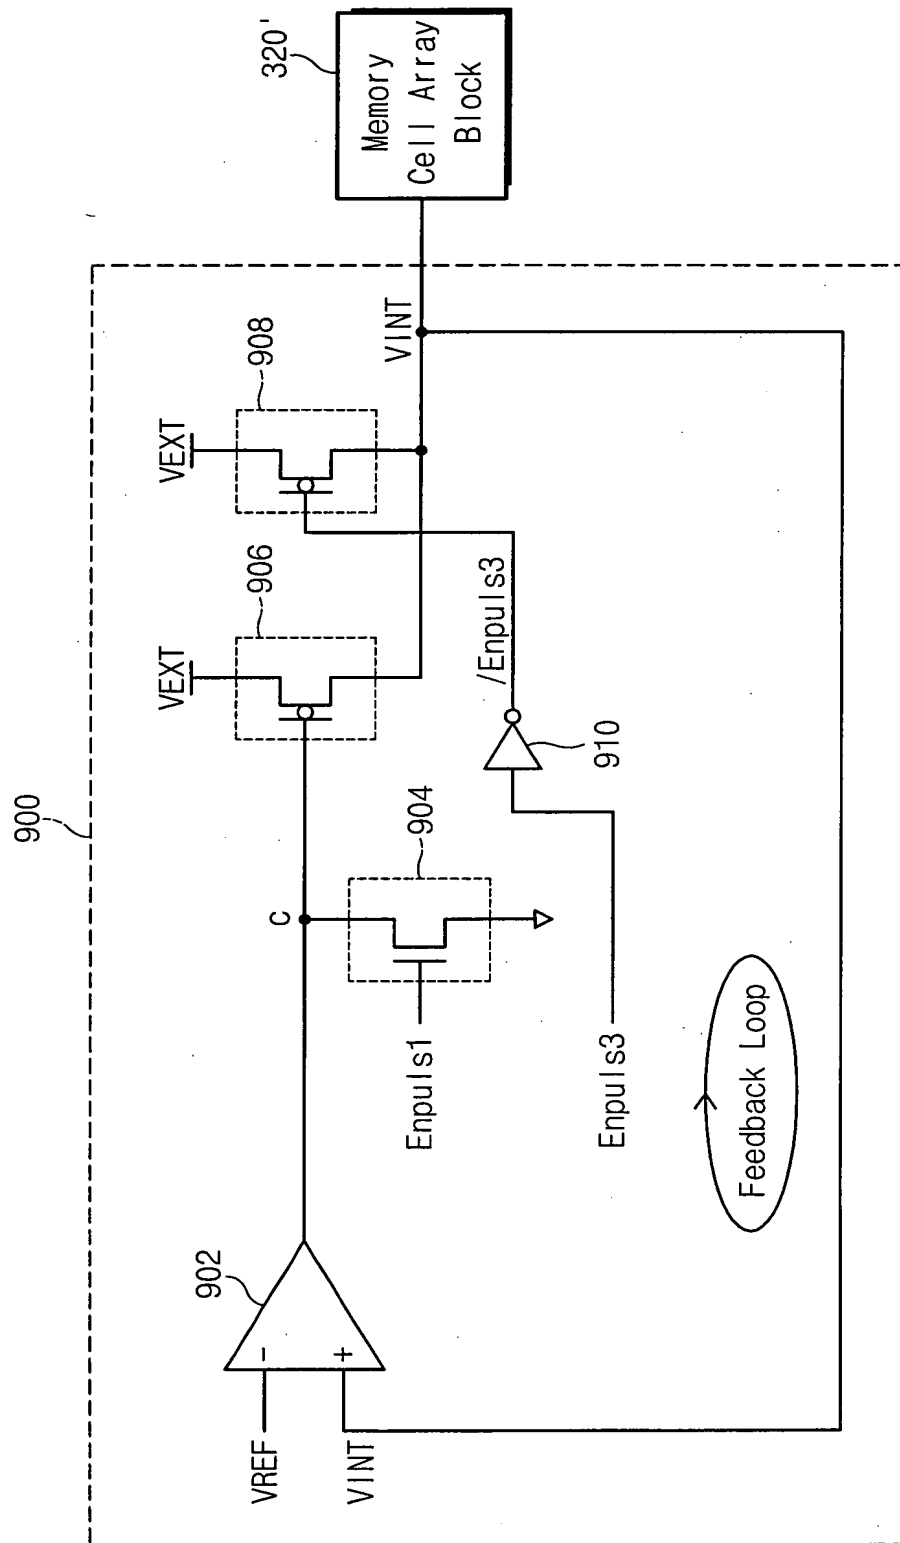 900
VREF
VINT
902
-
+
C
Enpuls1
904
VEXT
906
VEXT
908
Enpuls3
910
/Enpuls3
VINT
320'
Memory
Cell Array
Block
Feedback Loop